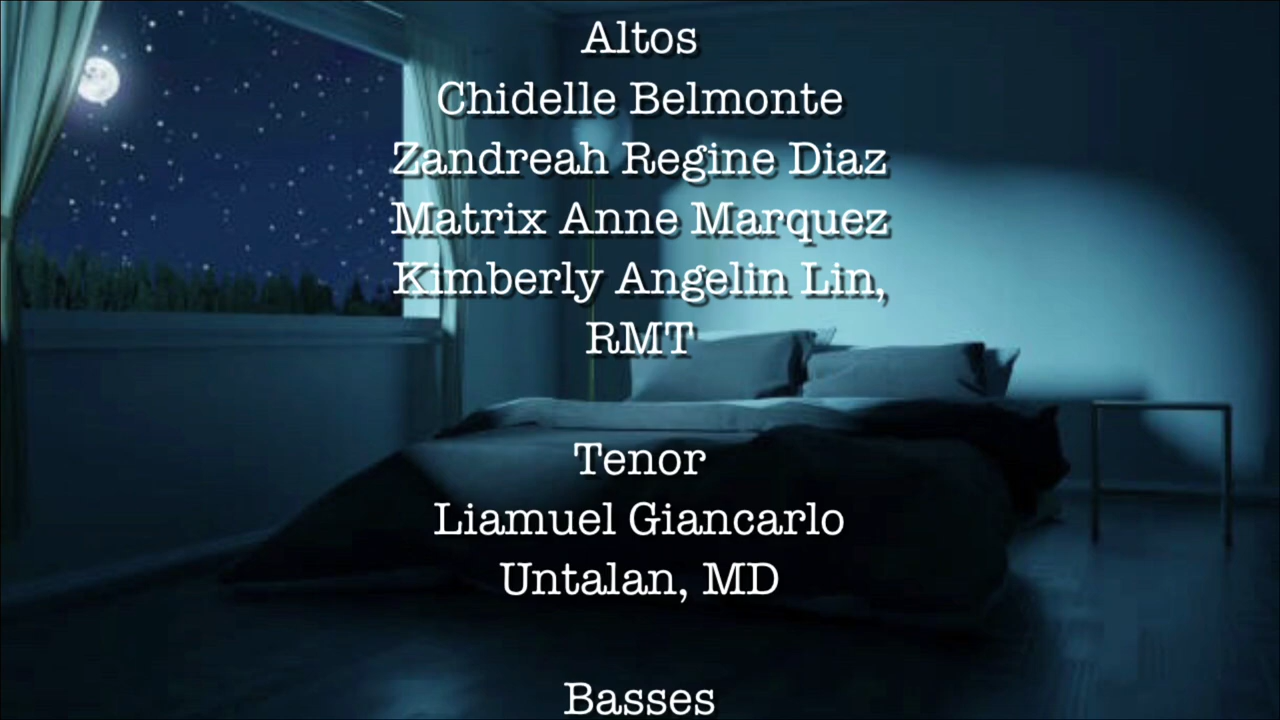 Altos
Chidelle Belmonte
Zandreah Regine Diaz
Matrix Anne Marquez
Kimberly Angelin Lin,
RMT
Tenor
Liamuel Giancarlo
Untalan, MD
Basses